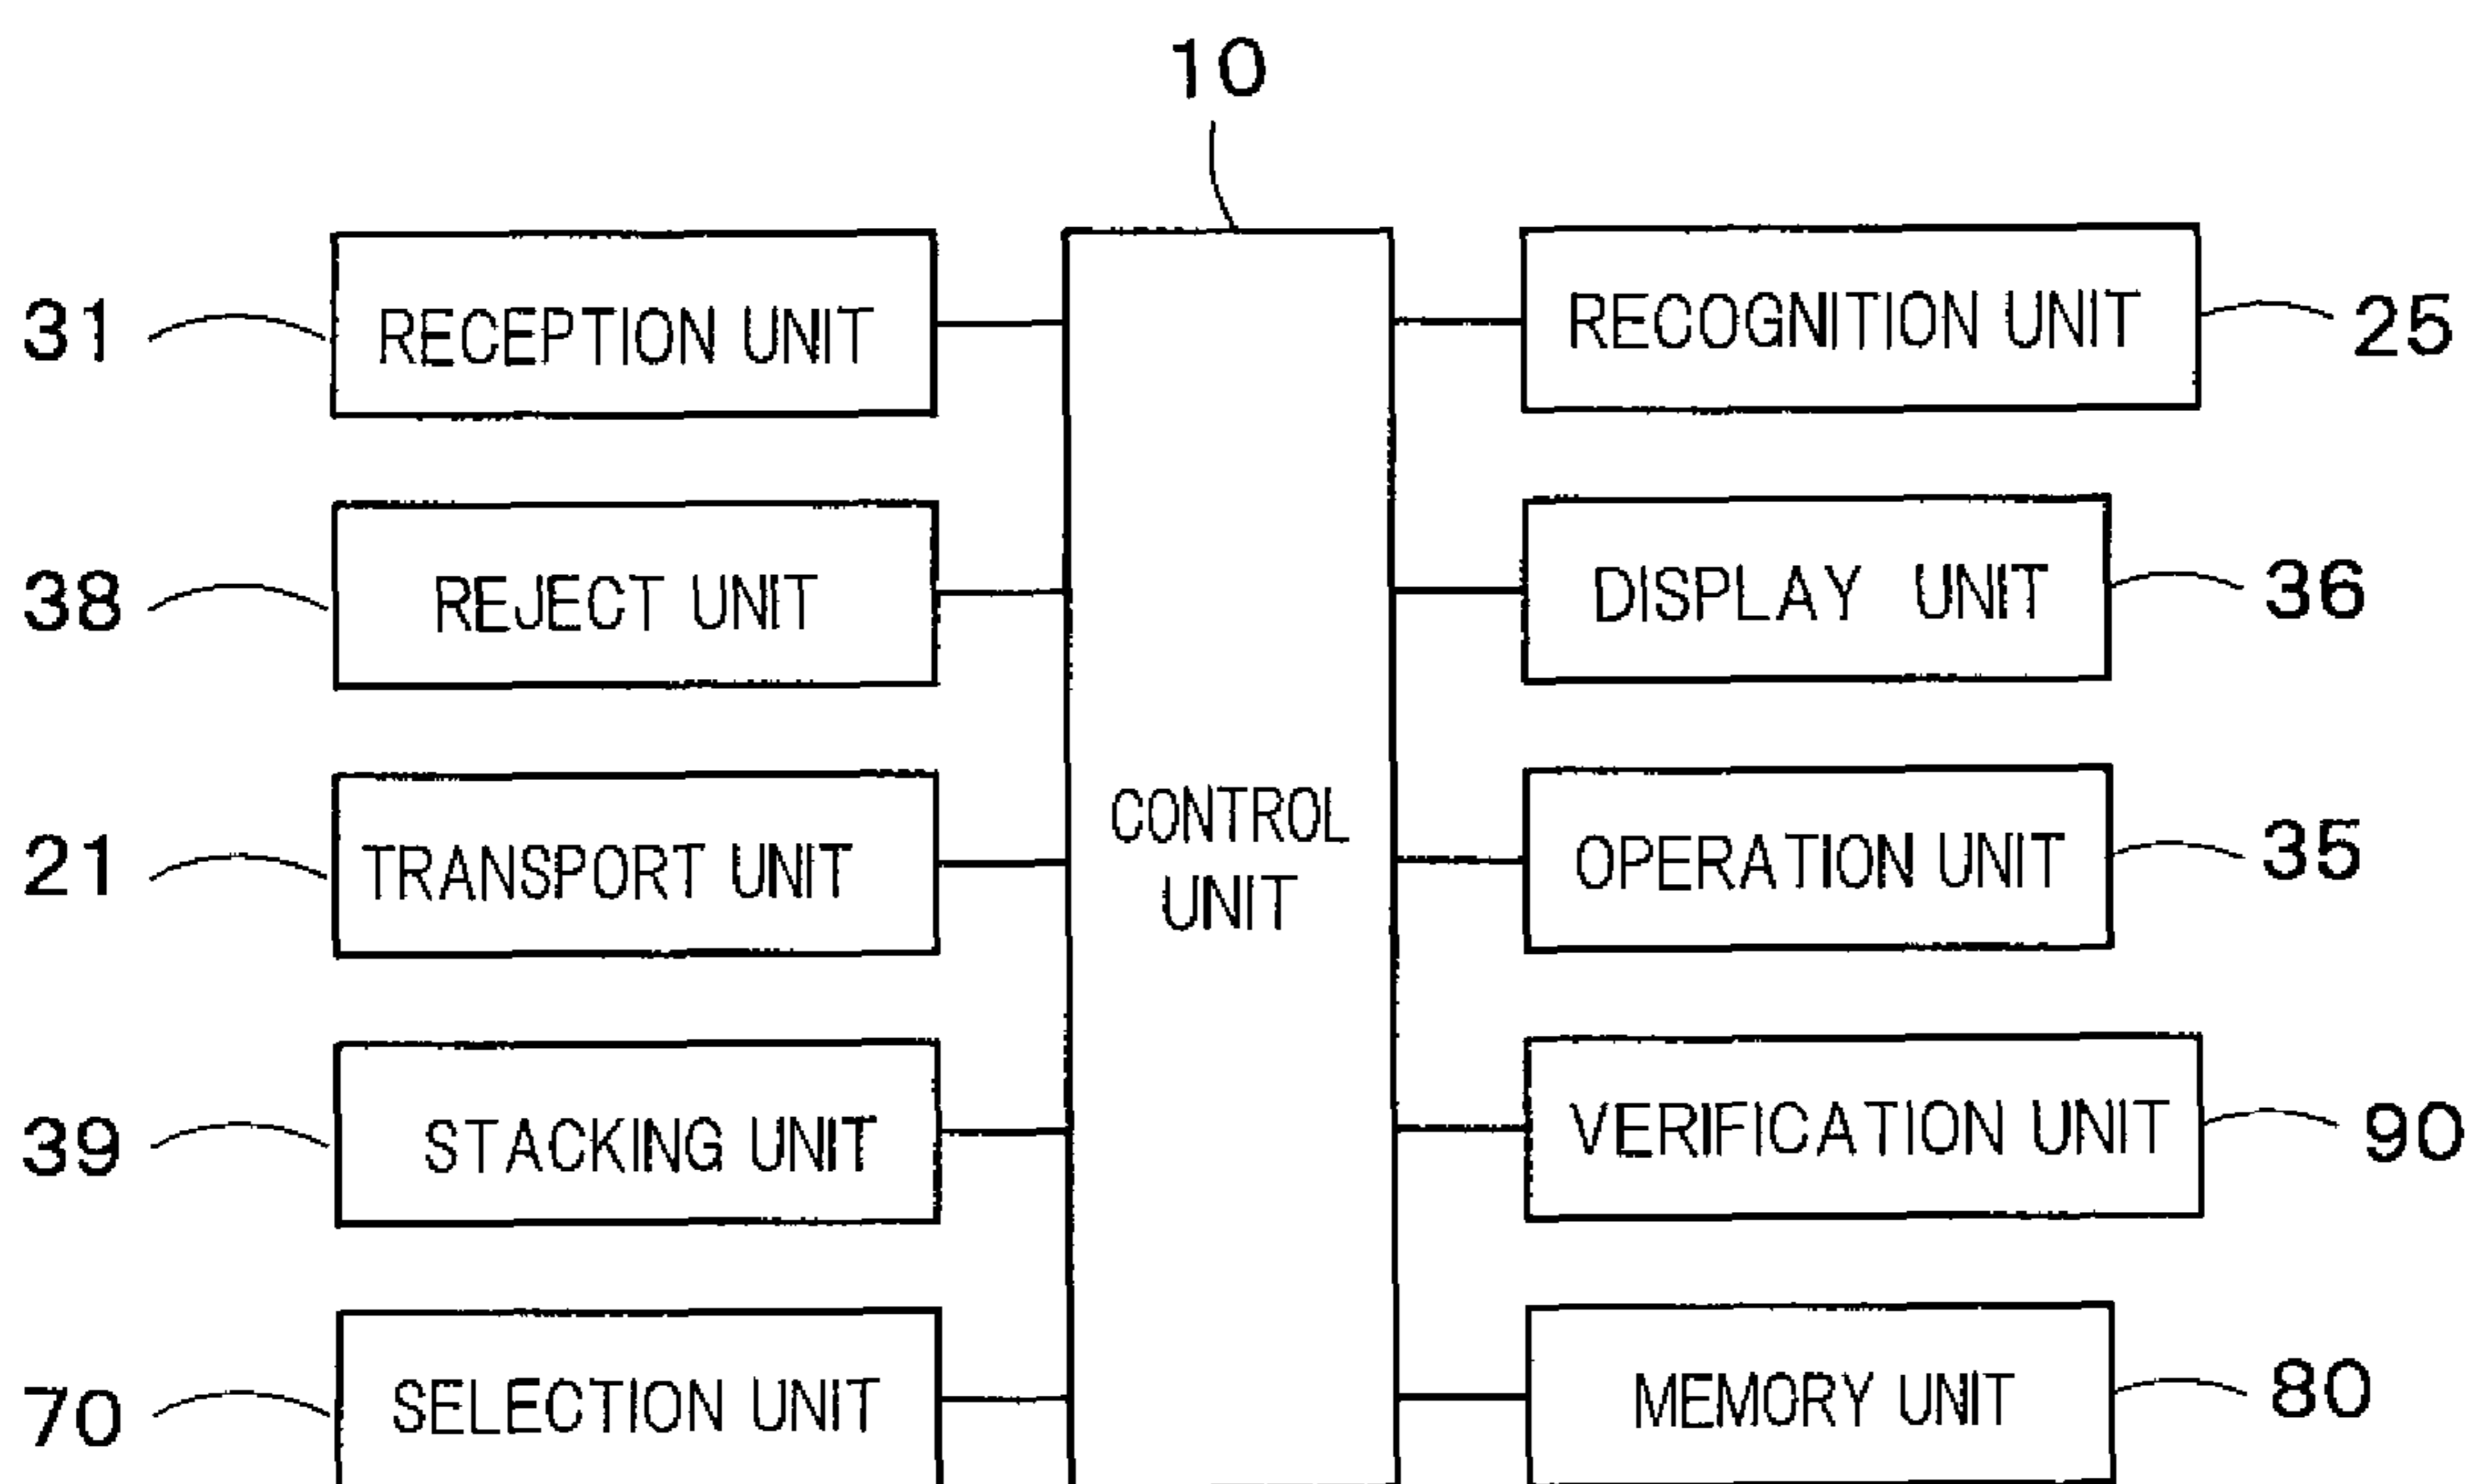 10
31 RECEPTION UNIT RECOGNITION UNIT 25
38 REJECT UNIT DISPLAY UNIT 36
21 TRANSPORT UNIT CONTROL UNIT OPERATION UNIT 35
39 STACKING UNIT VERIFICATION UNIT 90
70 SELECTION UNIT MEMORY UNIT 80